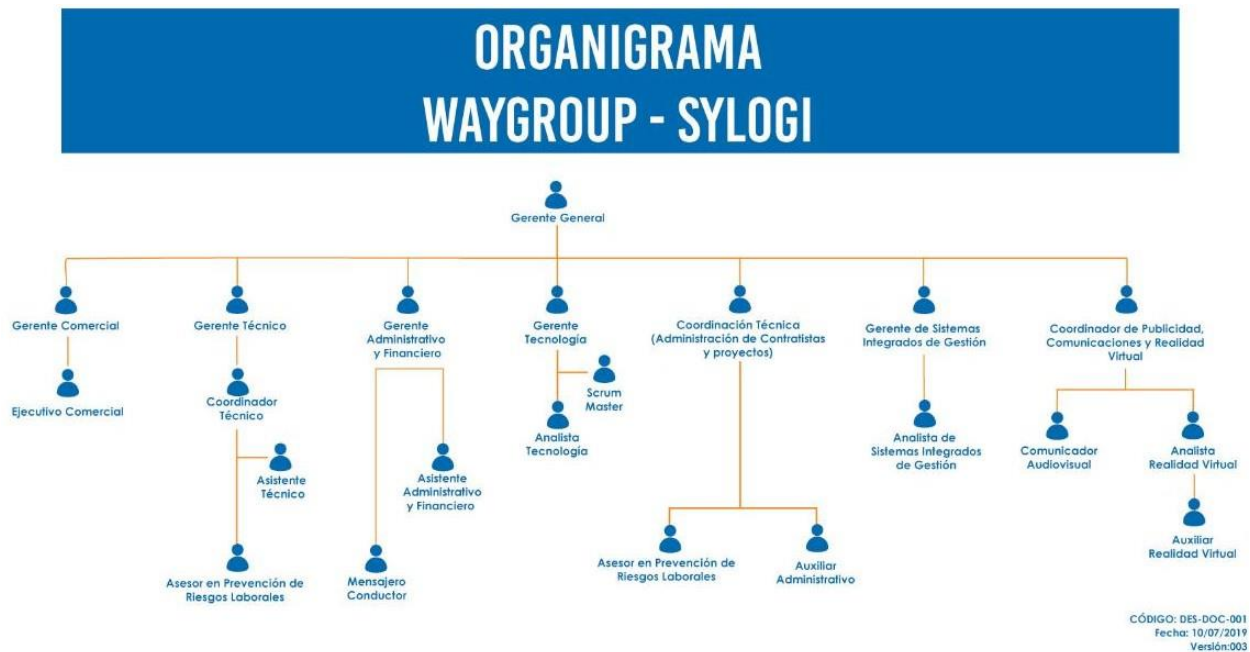 ORGANIGRAMA
WAYGROUP - SYLOGI
Gerente General
Gerente Comercial
Gerente Técnico
Gerente
Administrativo
y Financiero
Gerente
Tecnología
Coordinación Técnica
(Administración de Contratistas
y proyectos)
Gerente de Sistemas
Integrados de Gestión
Coordinador de Publicidad,
Comunicaciones y Realidad
Virtual
Ejecutivo Comercial
Coordinador
Técnico
Scrum
Master
Analista
Tecnología
Analista de
Sistemas Integrados
de Gestión
Comunicador
Audiovisual
Analista
Realidad Virtual
Asistente
Técnico
Asistente
Administrativo
y Financiero
Asesor en Prevención de
Riesgos Laborales
Mensajero
Conductor
Asesor en Prevención de
Riesgos Laborales
Auxiliar
Administrativo
Auxiliar
Realidad Virtual
CÓDIGO: DES-DOC-001
Fecha: 10/07/2019
Versión:003